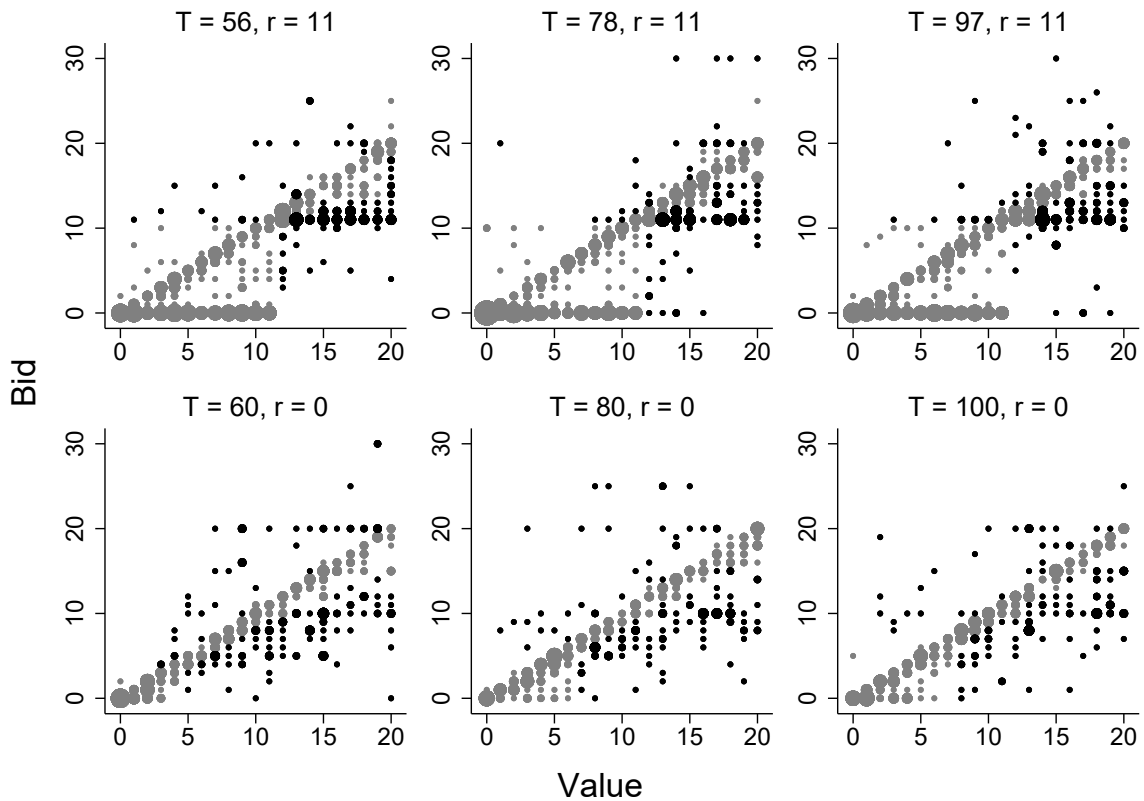 T = 56, r = 11
T = 78, r = 11
T = 97, r = 11
30
20
10
0
0 5 10 15 20
30
20
10
0
0 5 10 15 20
30
20
10
0
0 5 10 15 20
Bid
T = 60, r = 0
T = 80, r = 0
T = 100, r = 0
30
20
10
0
0 5 10 15 20
30
20
10
0
0 5 10 15 20
30
20
10
0
0 5 10 15 20
Value